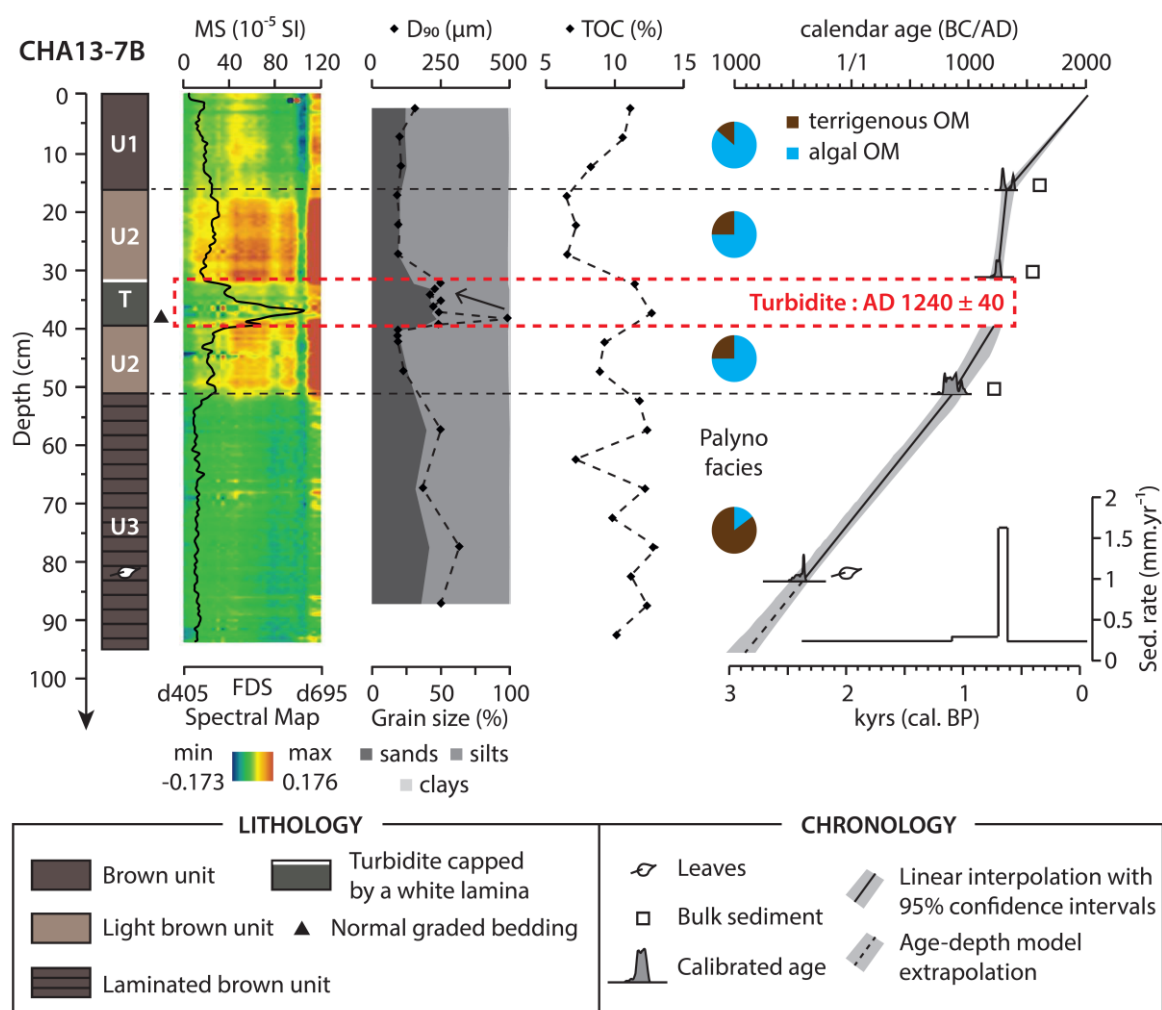 CHA13-7B
MS (10⁻⁵ SI)
0 40 80 120
D₉₀ (µm)
0 250 500
TOC (%)
5 10 15
calendar age (BC/AD)
1000 1/1 1000 2000
Depth (cm)
0
10
20
30
40
50
60
70
80
90
100
U1
U2
T
U2
U3
terrigenous OM
algal OM
Turbidite : AD 1240 ± 40
Palyno
facies
2
1.5
1
0.5
0
Sed. rate (mm.yr⁻¹)
d405 FDS d695
Spectral Map
0 50 100
Grain size (%)
3 2 1 0
kyrs (cal. BP)
min max
-0.173 0.176
sands silts
clays
LITHOLOGY
Brown unit
Light brown unit
Laminated brown unit
Turbidite capped
by a white lamina
Normal graded bedding
CHRONOLOGY
Leaves
Bulk sediment
Calibrated age
Linear interpolation with
95% confidence intervals
Age-depth model
extrapolation